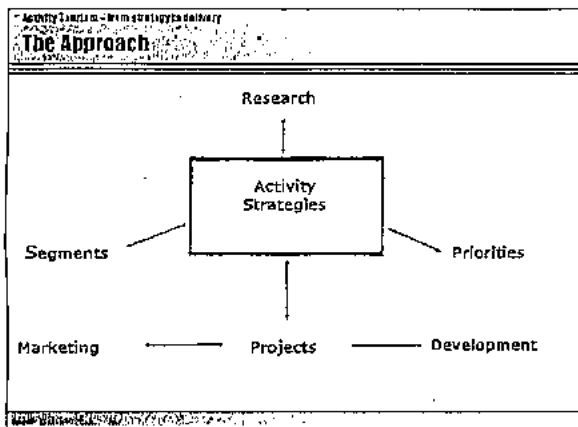 Activity Tourism – from strategy to delivery
The Approach
Research
Activity
Strategies
Segments
Priorities
Marketing
Projects
Development